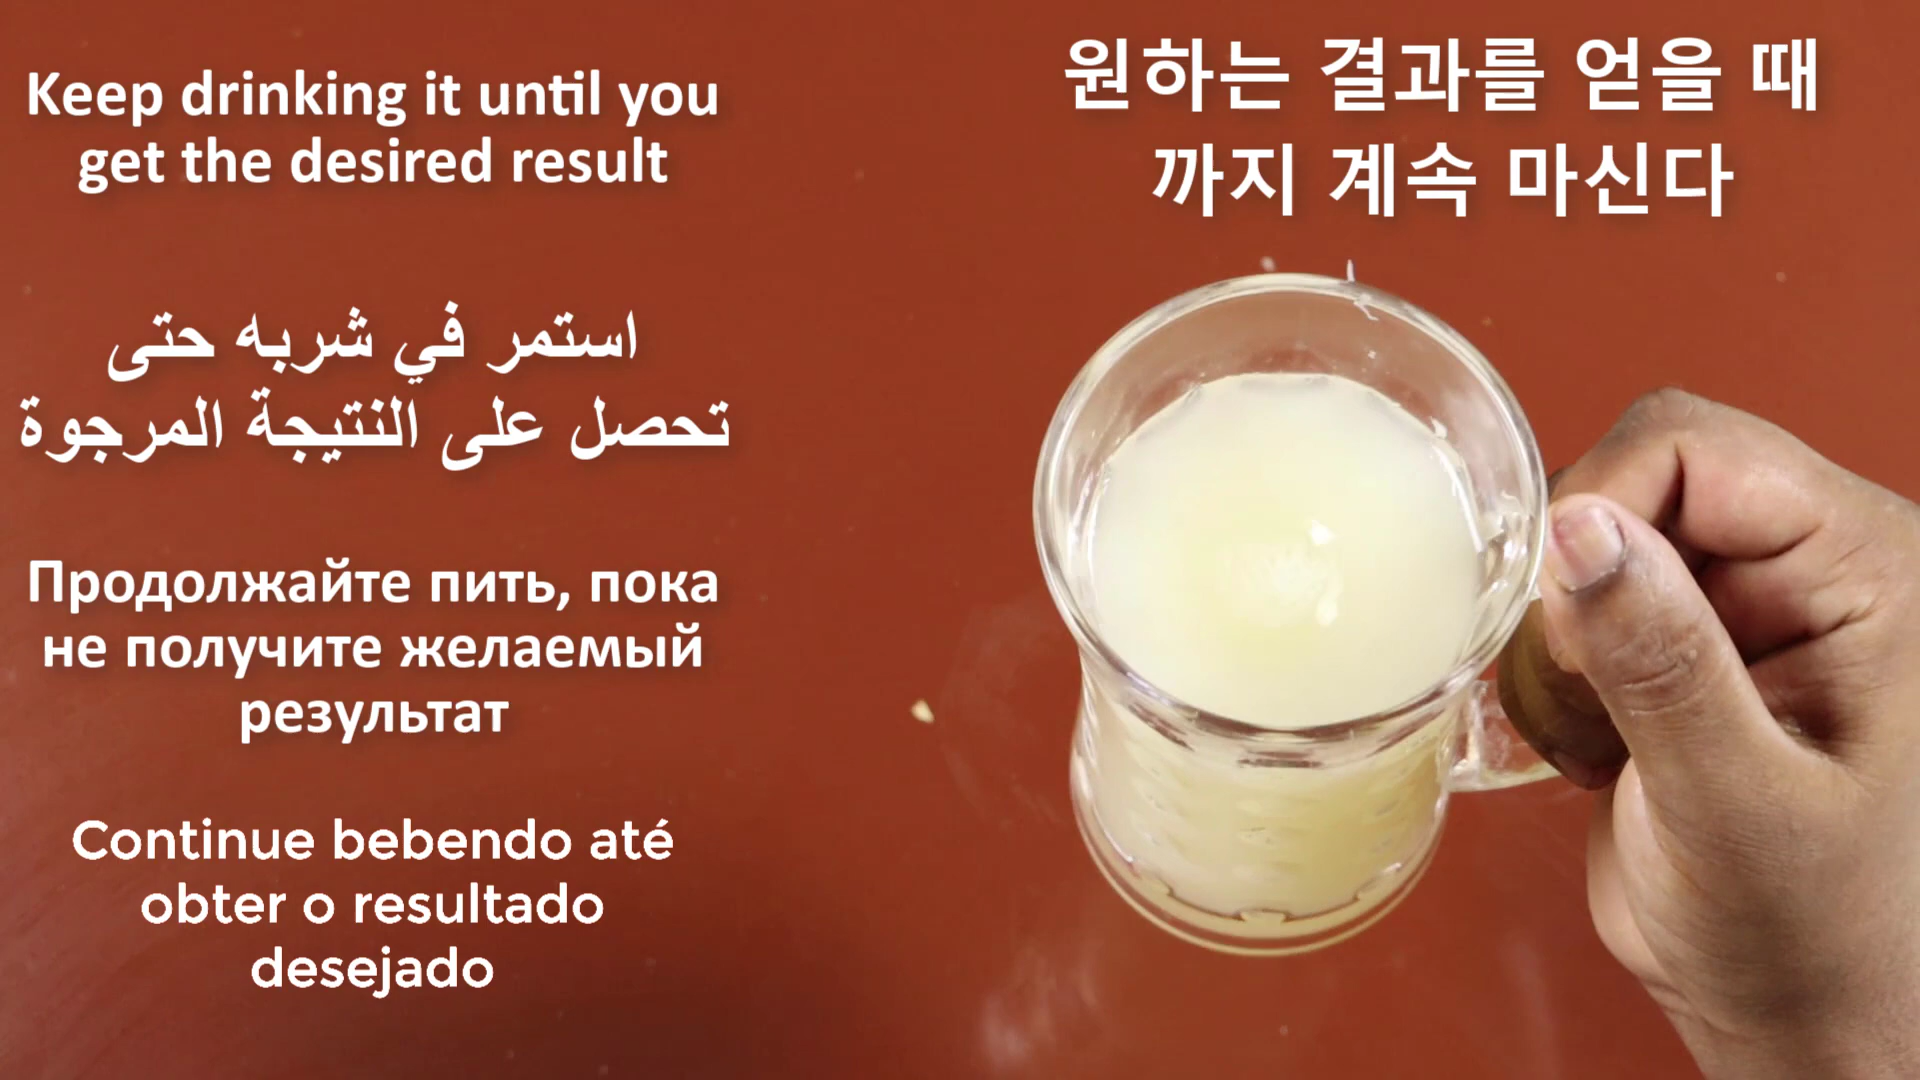 Keep drinking it until you
get the desired result
استمر في شربه حتى
تحصل على النتيجة المرجوة
Продолжайте пить, пока
не получите желаемый
результат
Continue bebendo até
obter o resultado
desejado
원하는 결과를 얻을 때
까지 계속 마신다